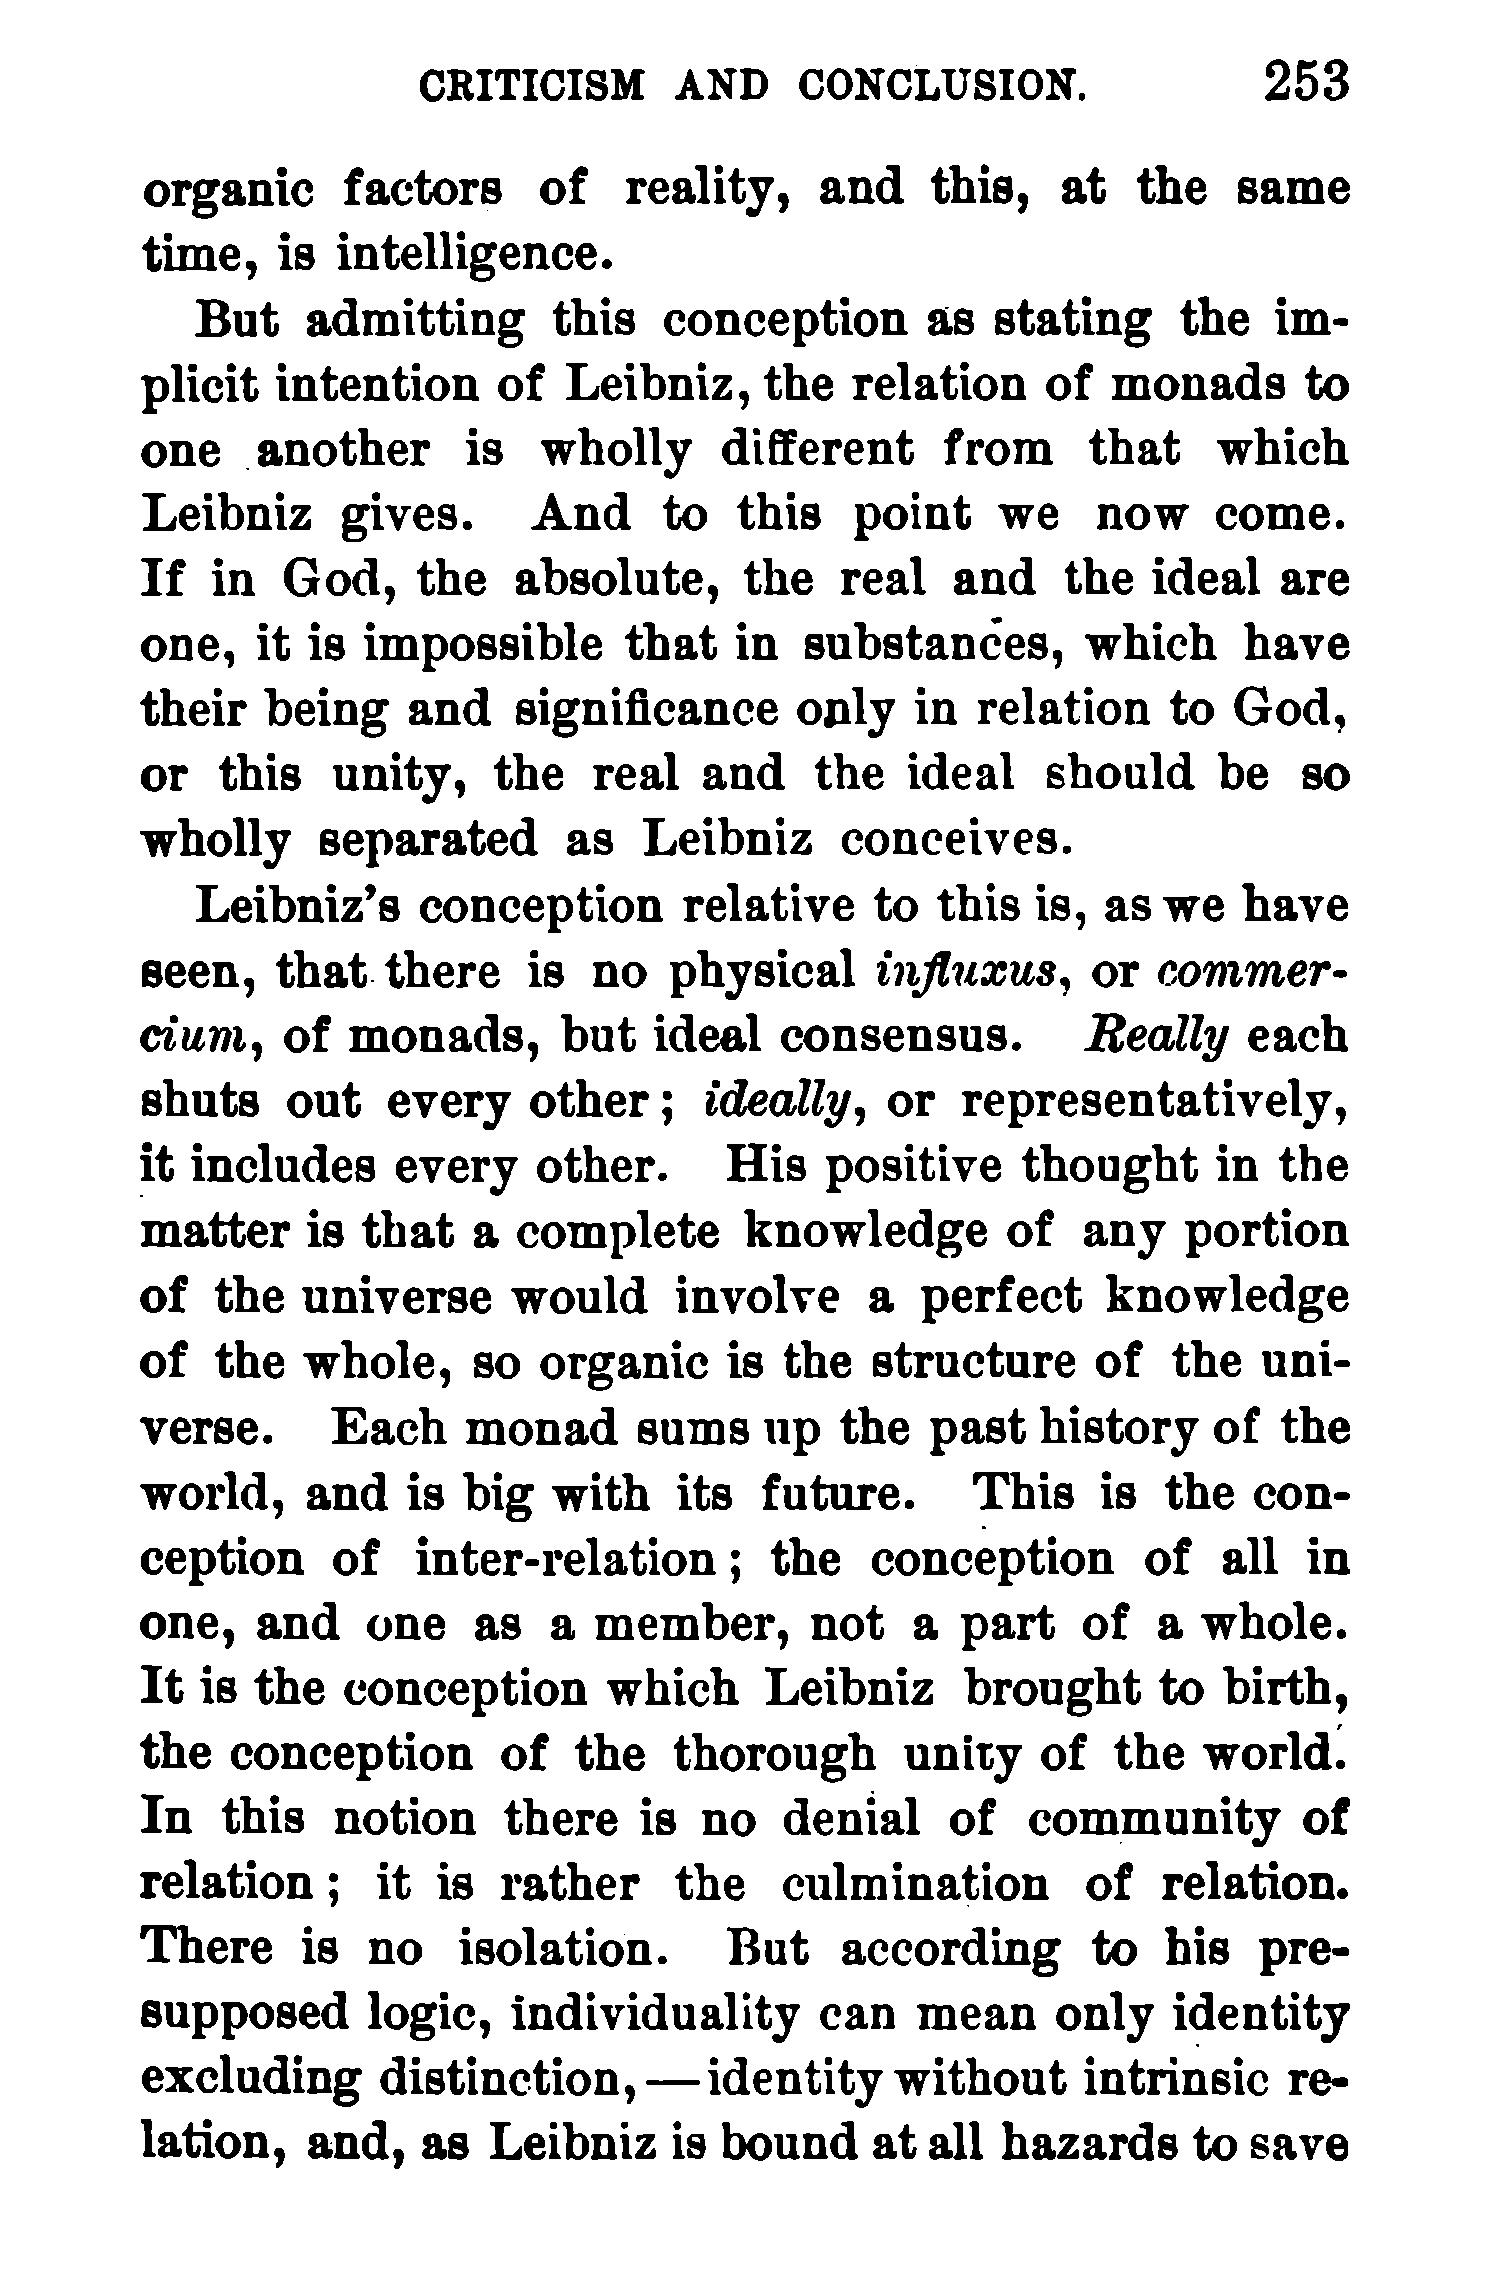 CRITICISM AND CONCLUSION. 253
organic factors of reality, and this, at the same
time, is intelligence.
But admitting this conception as stating the im-
plicit intention of Leibniz, the relation of monads to
one another is wholly different from that which
Leibniz gives. And to this point we now come.
If in God, the absolute, the real and the ideal are
one, it is impossible that in substances, which have
their being and significance only in relation to God,
or this unity, the real and the ideal should be so
wholly separated as Leibniz conceives.
Leibniz’s conception relative to this is, as we have
seen, that there is no physical influxus, or commer-
cium, of monads, but ideal consensus. Really each
shuts out every other; ideally, or representatively,
it includes every other. His positive thought in the
matter is that a complete knowledge of any portion
of the universe would involve a perfect knowledge
of the whole, so organic is the structure of the uni-
verse. Each monad sums up the past history of the
world, and is big with its future. This is the con-
ception of inter-relation; the conception of all in
one, and one as a member, not a part of a whole.
It is the conception which Leibniz brought to birth,
the conception of the thorough unity of the world.
In this notion there is no denial of community of
relation; it is rather the culmination of relation.
There is no isolation. But according to his pre-
supposed logic, individuality can mean only identity
excluding distinction,—identity without intrinsic re-
lation, and, as Leibniz is bound at all hazards to save